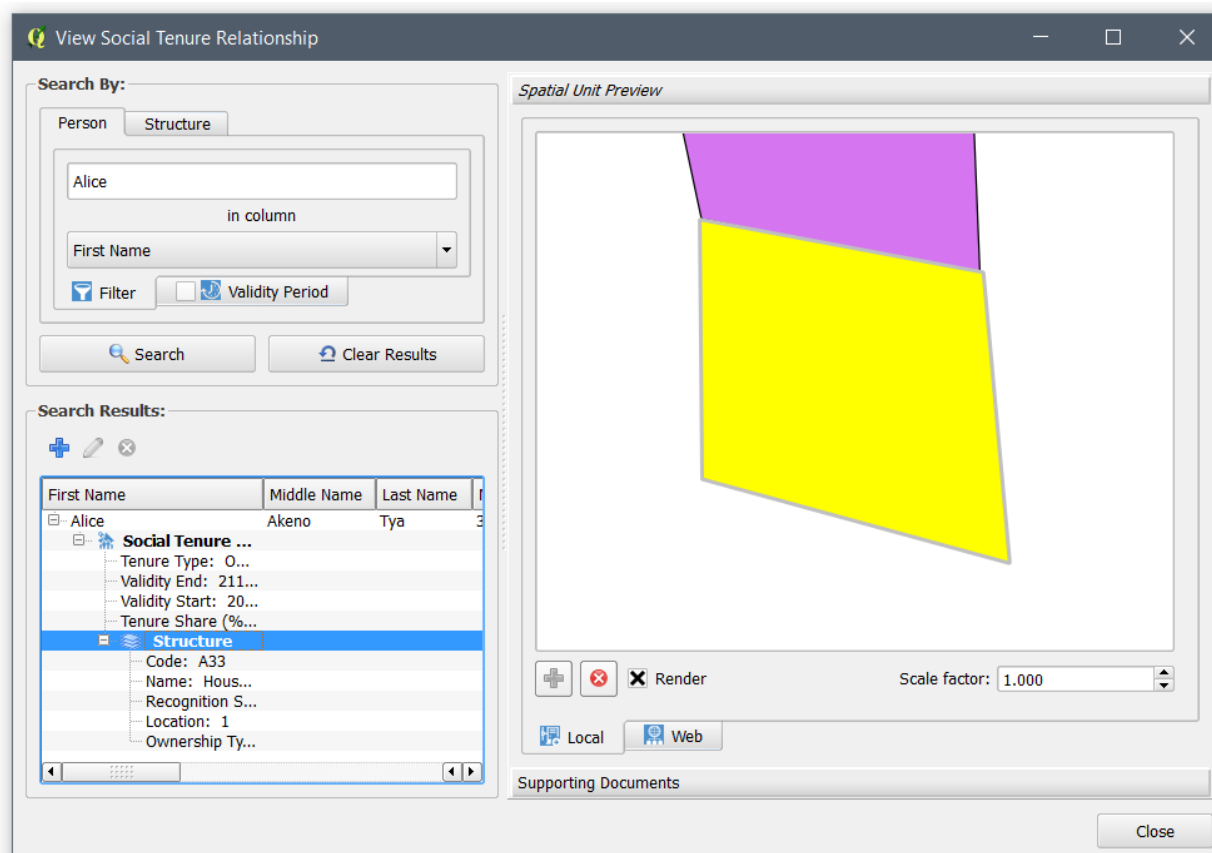 View Social Tenure Relationship
Search By:
Person Structure
Alice
in column
First Name
Filter Validity Period
Search Clear Results
Search Results:
First Name Middle Name Last Name
Alice Akeno Tya 3
Social Tenure ...
Tenure Type: O...
Validity End: 211...
Validity Start: 20...
Tenure Share (%...
Structure
Code: A33
Name: Hous...
Recognition S...
Location: 1
Ownership Ty...
Spatial Unit Preview
Render Scale factor: 1.000
Local Web
Supporting Documents
Close